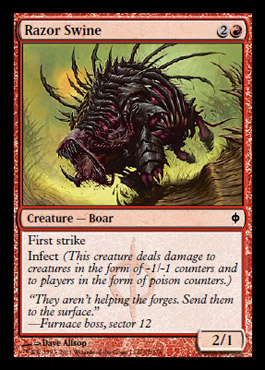 Razor Swine 2
Creature — Boar
First strike
Infect (This creature deals damage to
creatures in the form of -1/-1 counters and
to players in the form of poison counters.)
"They aren't helping the forges. Send them
to the surface."
—Furnace boss, sector 12
Dave Allsop
2/1